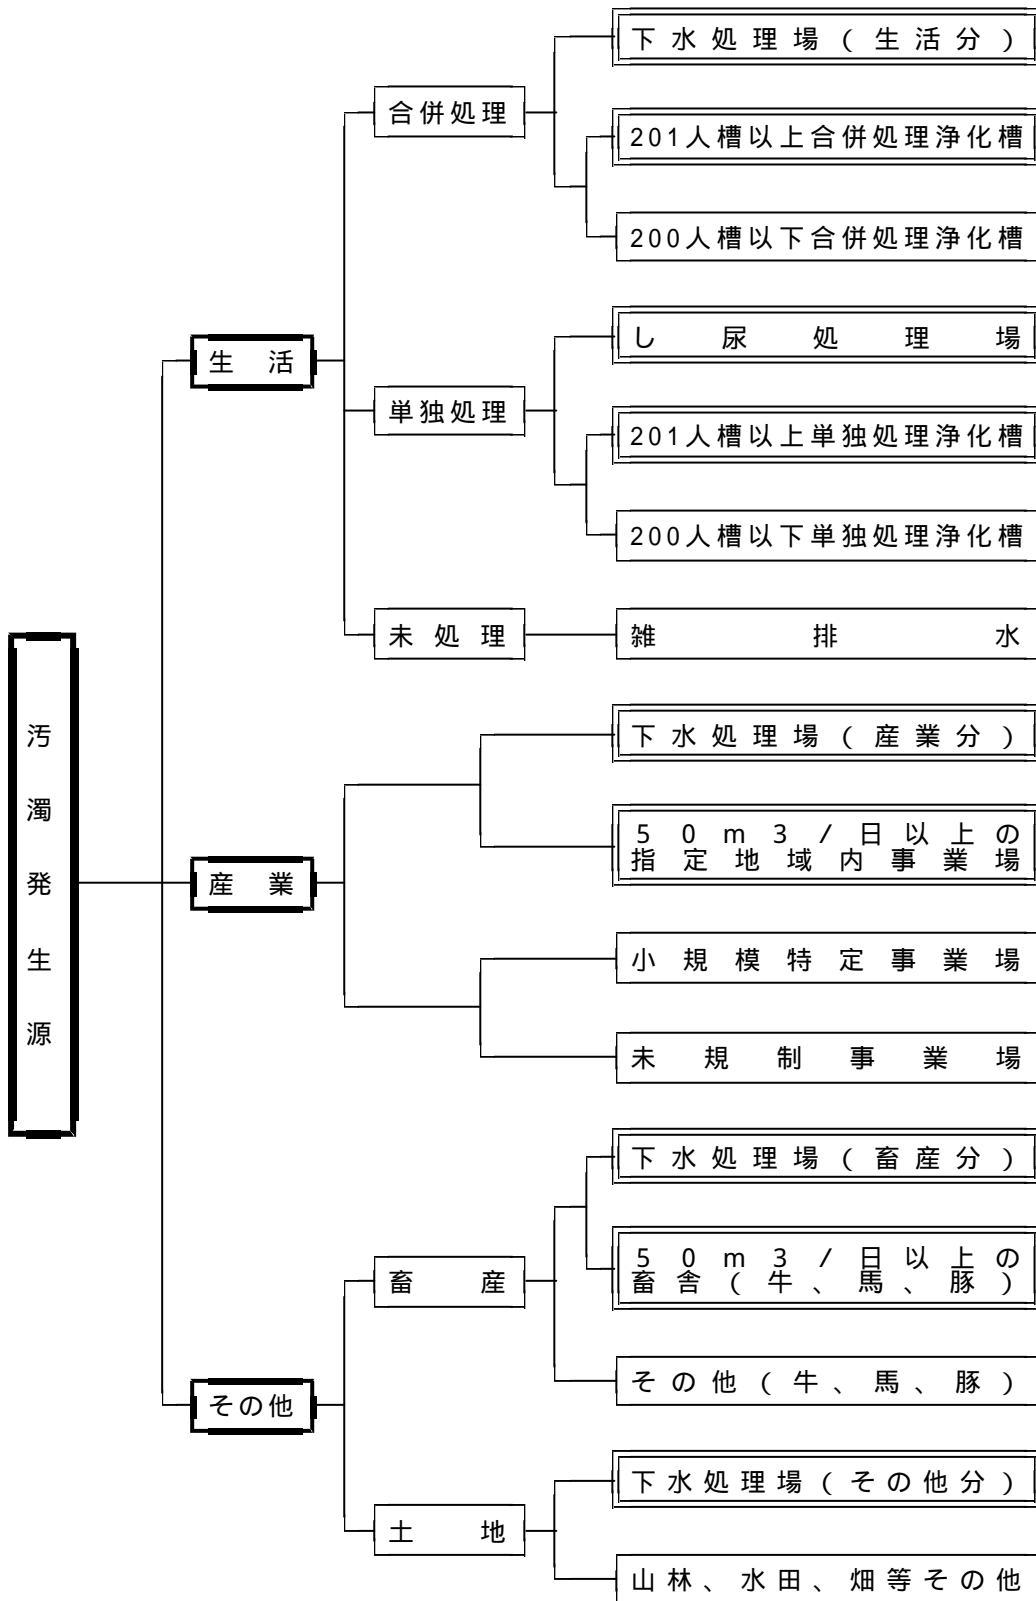 汚濁発生源
生活
合併処理
下水処理場(生活分)
201人槽以上合併処理浄化槽
200人槽以下合併処理浄化槽
単独処理
し尿処理場
201人槽以上単独処理浄化槽
200人槽以下単独処理浄化槽
未処理
雑排水
産業
下水処理場(産業分)
50m3/日以上の
指定地域内事業場
小規模特定事業場
未規制事業場
その他
畜産
下水処理場(畜産分)
50m3/日以上の
畜舎(牛、馬、豚)
その他(牛、馬、豚)
土地
下水処理場(その他分)
山林、水田、畑等その他